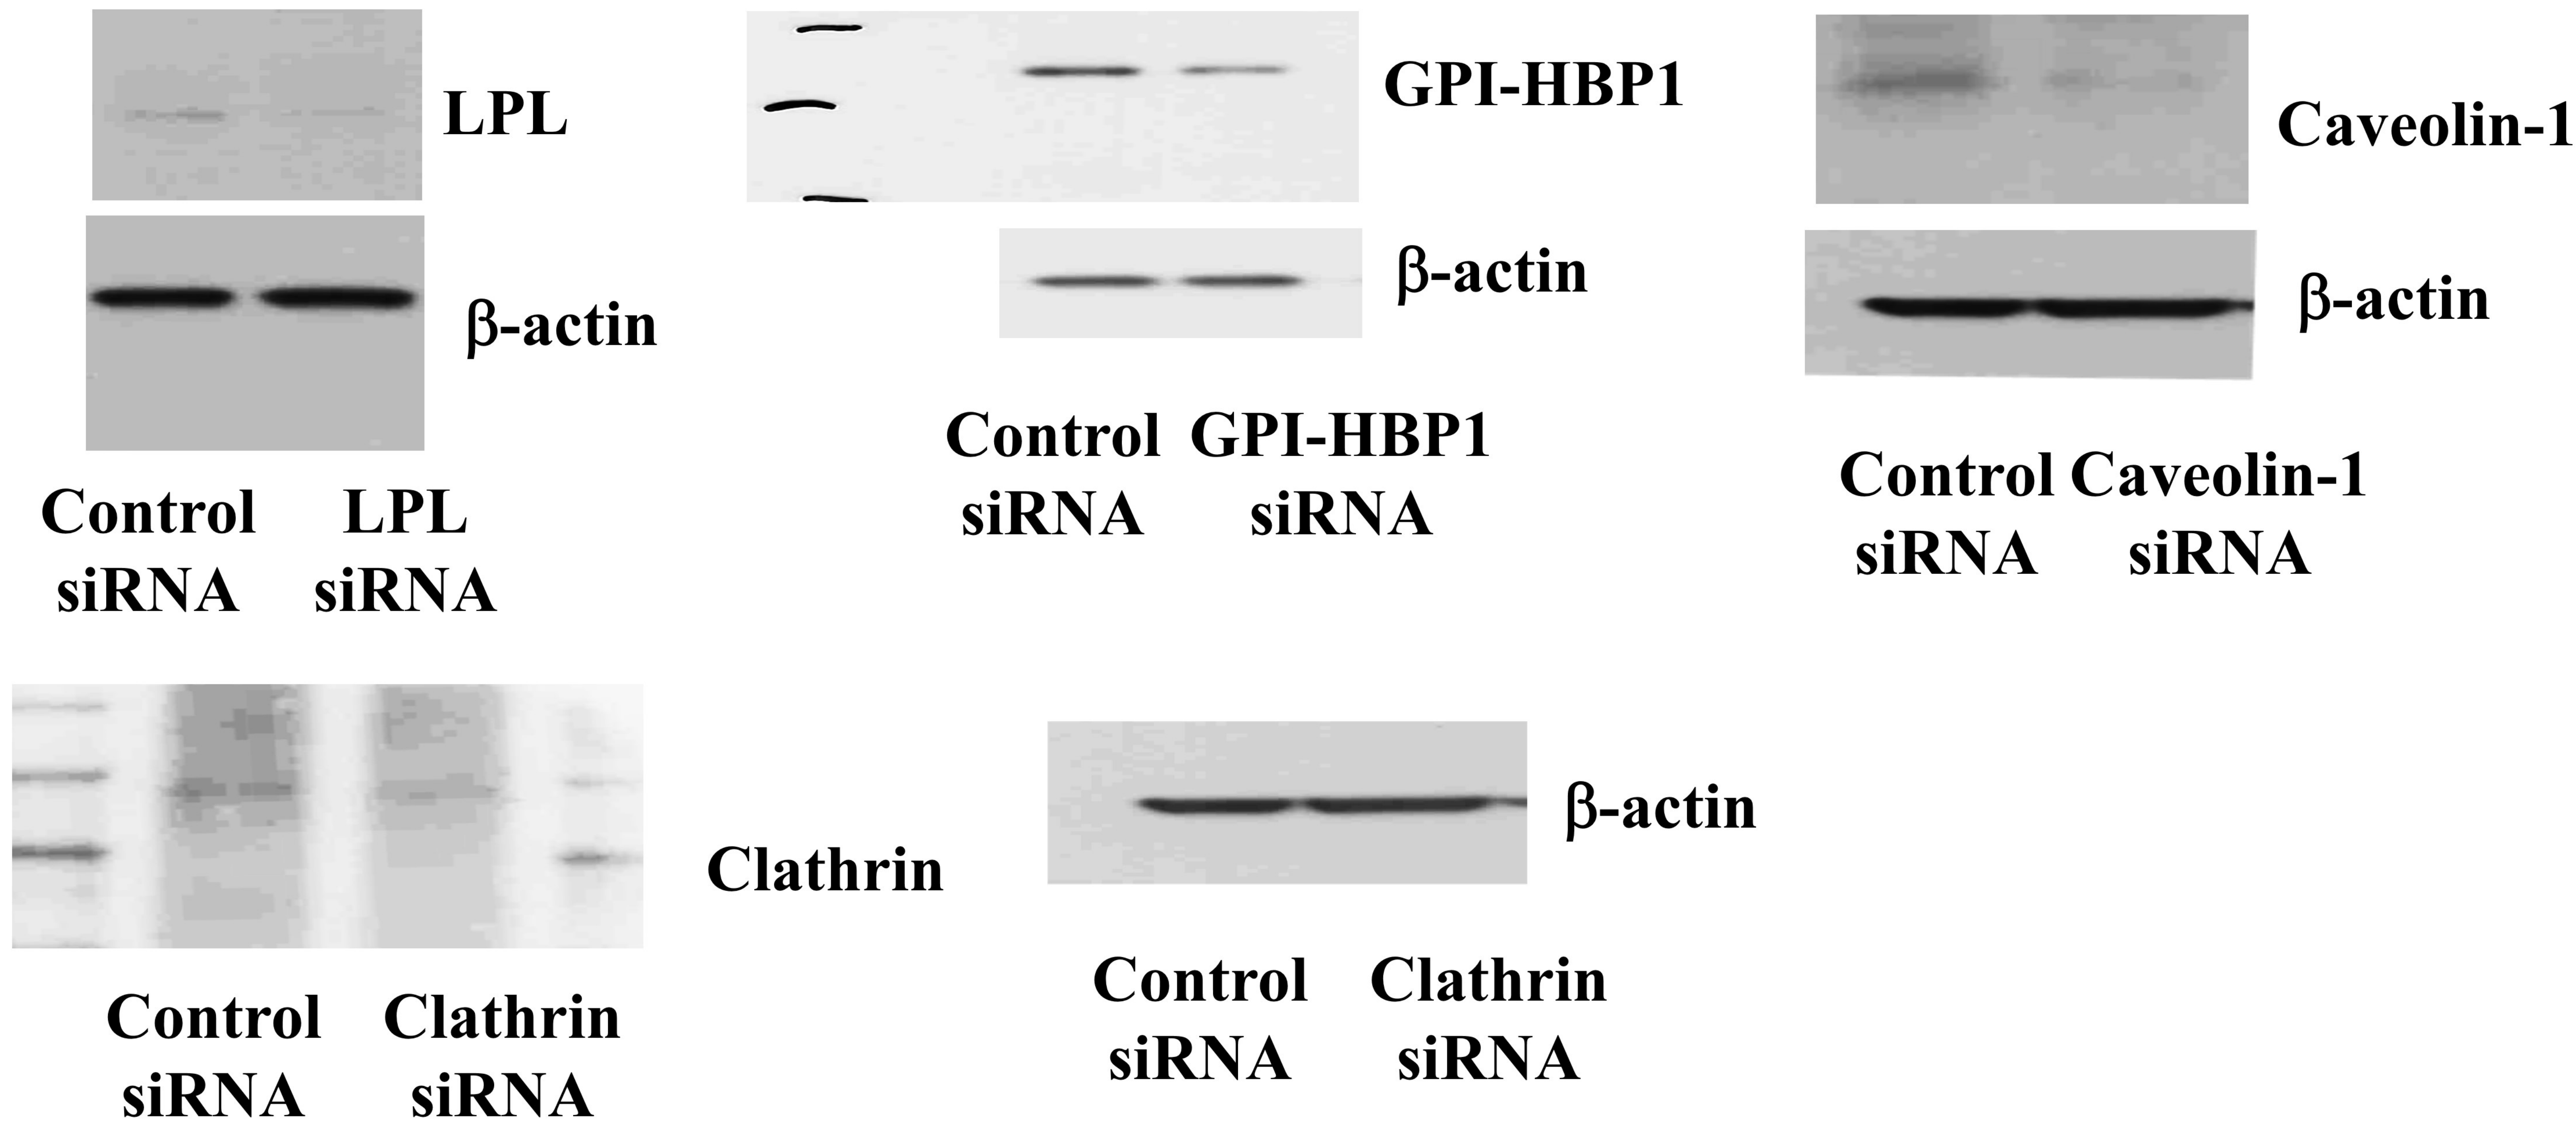 LPL
β-actin
Control LPL
siRNA siRNA
GPI-HBP1
β-actin
Control GPI-HBP1
siRNA siRNA
Caveolin-1
β-actin
Control Caveolin-1
siRNA siRNA
Clathrin
Control Clathrin
siRNA siRNA
β-actin
Control Clathrin
siRNA siRNA